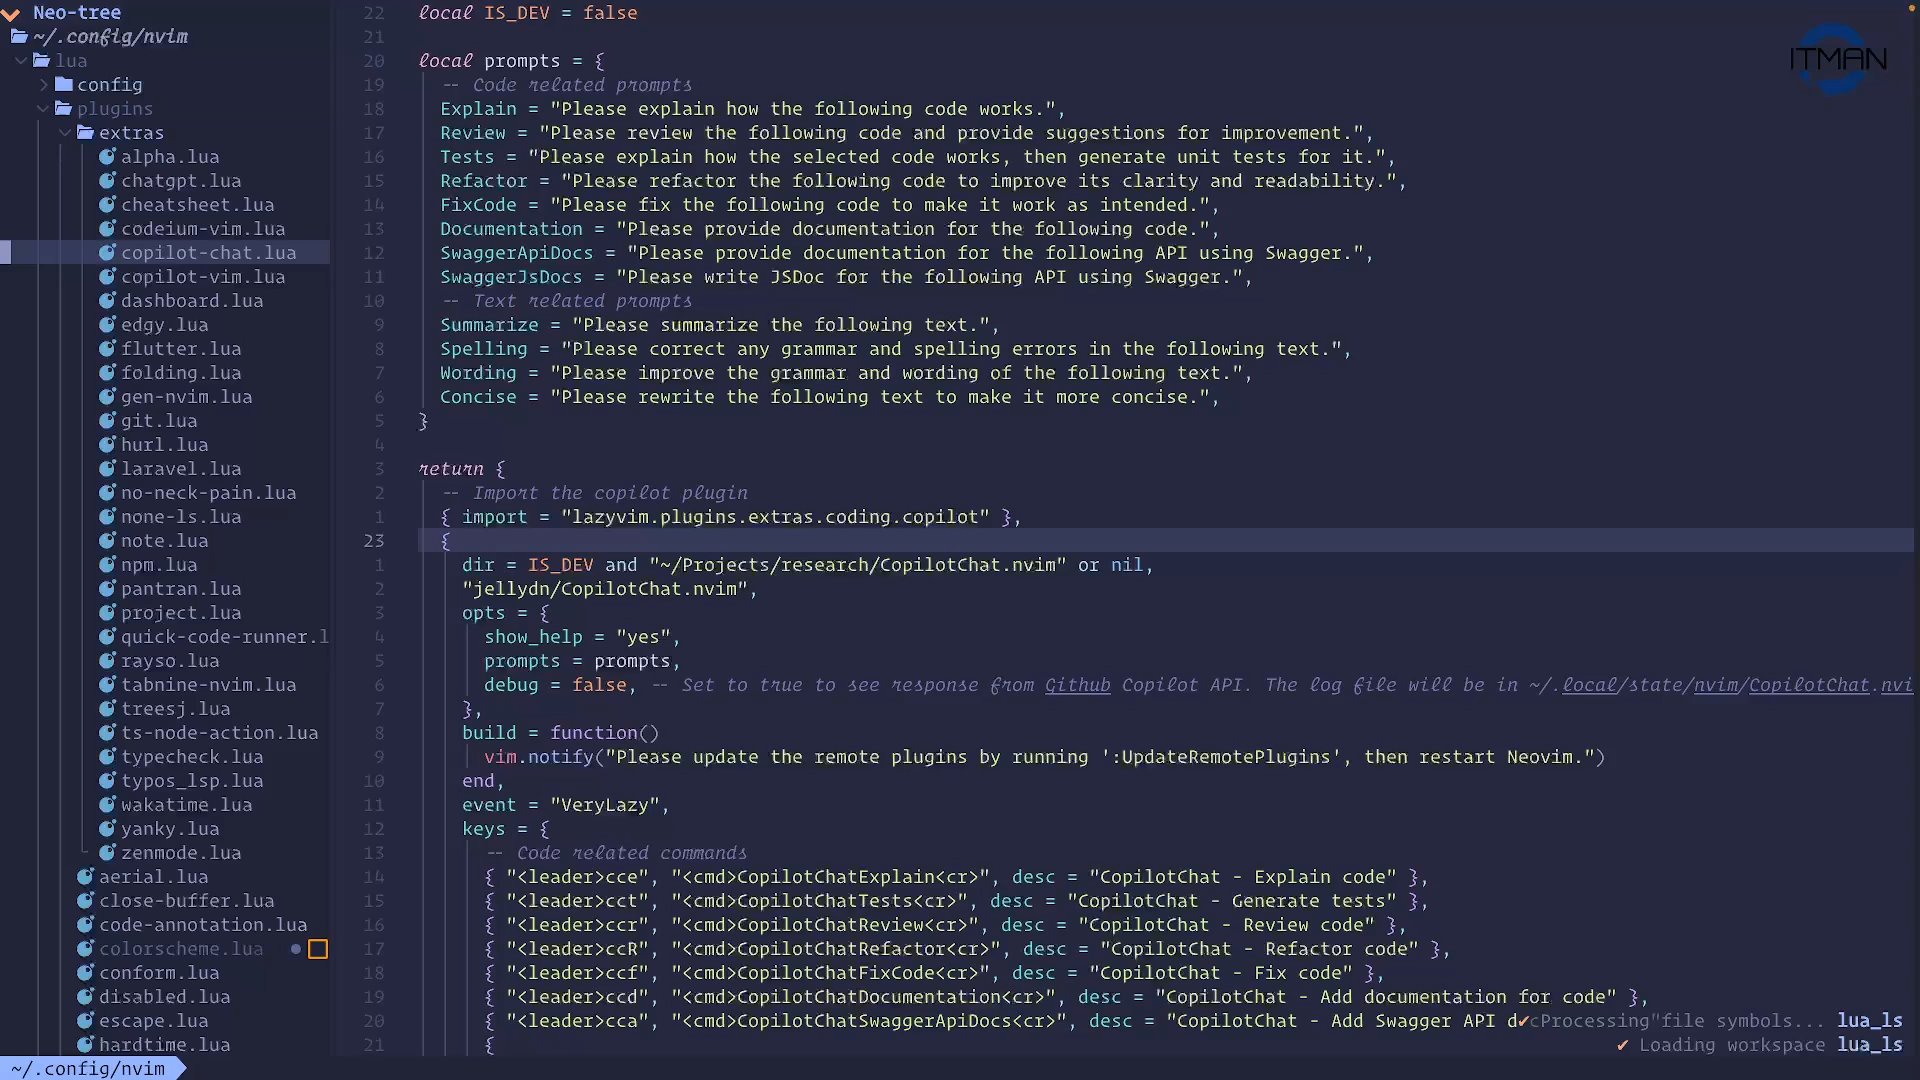 Neo-tree
~/.config/nvim
lua
config
plugins
extras
alpha.lua
chatgpt.lua
cheatsheet.lua
codeium-vim.lua
copilot-chat.lua
copilot-vim.lua
dashboard.lua
edgy.lua
flutter.lua
folding.lua
gen-nvim.lua
git.lua
hurl.lua
laravel.lua
no-neck-pain.lua
none-ls.lua
note.lua
npm.lua
pantran.lua
project.lua
quick-code-runner.l
rayso.lua
tabnine-nvim.lua
treesj.lua
ts-node-action.lua
typecheck.lua
typos_lsp.lua
wakatime.lua
yanky.lua
zenmode.lua
aerial.lua
close-buffer.lua
code-annotation.lua
colorscheme.lua
conform.lua
disabled.lua
escape.lua
hardtime.lua
~/.config/nvim
22 local IS_DEV = false
21
20 local prompts = {
19 -- Code related prompts
18 Explain = "Please explain how the following code works.",
17 Review = "Please review the following code and provide suggestions for improvement.",
16 Tests = "Please explain how the selected code works, then generate unit tests for it.",
15 Refactor = "Please refactor the following code to improve its clarity and readability.",
14 FixCode = "Please fix the following code to make it work as intended.",
13 Documentation = "Please provide documentation for the following code.",
12 SwaggerApiDocs = "Please provide documentation for the following API using Swagger.",
11 SwaggerJsDocs = "Please write JSDoc for the following API using Swagger.",
10 -- Text related prompts
9 Summarize = "Please summarize the following text.",
8 Spelling = "Please correct any grammar and spelling errors in the following text.",
7 Wording = "Please improve the grammar and wording of the following text.",
6 Concise = "Please rewrite the following text to make it more concise.",
5 }
4
3 return {
2 -- Import the copilot plugin
1 { import = "lazyvim.plugins.extras.coding.copilot" },
23 {
1 dir = IS_DEV and "~/Projects/research/CopilotChat.nvim" or nil,
2 "jellydn/CopilotChat.nvim",
3 opts = {
4 show_help = "yes",
5 prompts = prompts,
6 debug = false, -- Set to true to see response from Github Copilot API. The log file will be in ~/.local/state/nvim/CopilotChat.nvi
7 },
8 build = function()
9 vim.notify("Please update the remote plugins by running ':UpdateRemotePlugins', then restart Neovim.")
10 end,
11 event = "VeryLazy",
12 keys = {
13 -- Code related commands
14 { "<leader>cce", "<cmd>CopilotChatExplain<cr>", desc = "CopilotChat - Explain code" },
15 { "<leader>cct", "<cmd>CopilotChatTests<cr>", desc = "CopilotChat - Generate tests" },
16 { "<leader>ccr", "<cmd>CopilotChatReview<cr>", desc = "CopilotChat - Review code" },
17 { "<leader>ccR", "<cmd>CopilotChatRefactor<cr>", desc = "CopilotChat - Refactor code" },
18 { "<leader>ccf", "<cmd>CopilotChatFixCode<cr>", desc = "CopilotChat - Fix code" },
19 { "<leader>ccd", "<cmd>CopilotChatDocumentation<cr>", desc = "CopilotChat - Add documentation for code" },
20 { "<leader>cca", "<cmd>CopilotChatSwaggerApiDocs<cr>", desc = "CopilotChat - Add Swagger API d✔cProcessing"file symbols... lua_ls
21 { ✔ Loading workspace lua_ls
ITMAN